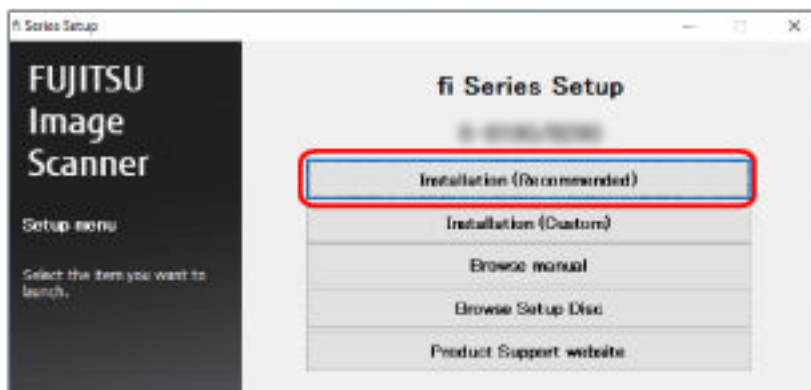 fi Series Setup
FUJITSU
Image
Scanner
Setup menu
Select the item you want to
launch.
fi Series Setup
Installation (Recommended)
Installation (Custom)
Browse manual
Browse Setup Disc
Product Support website